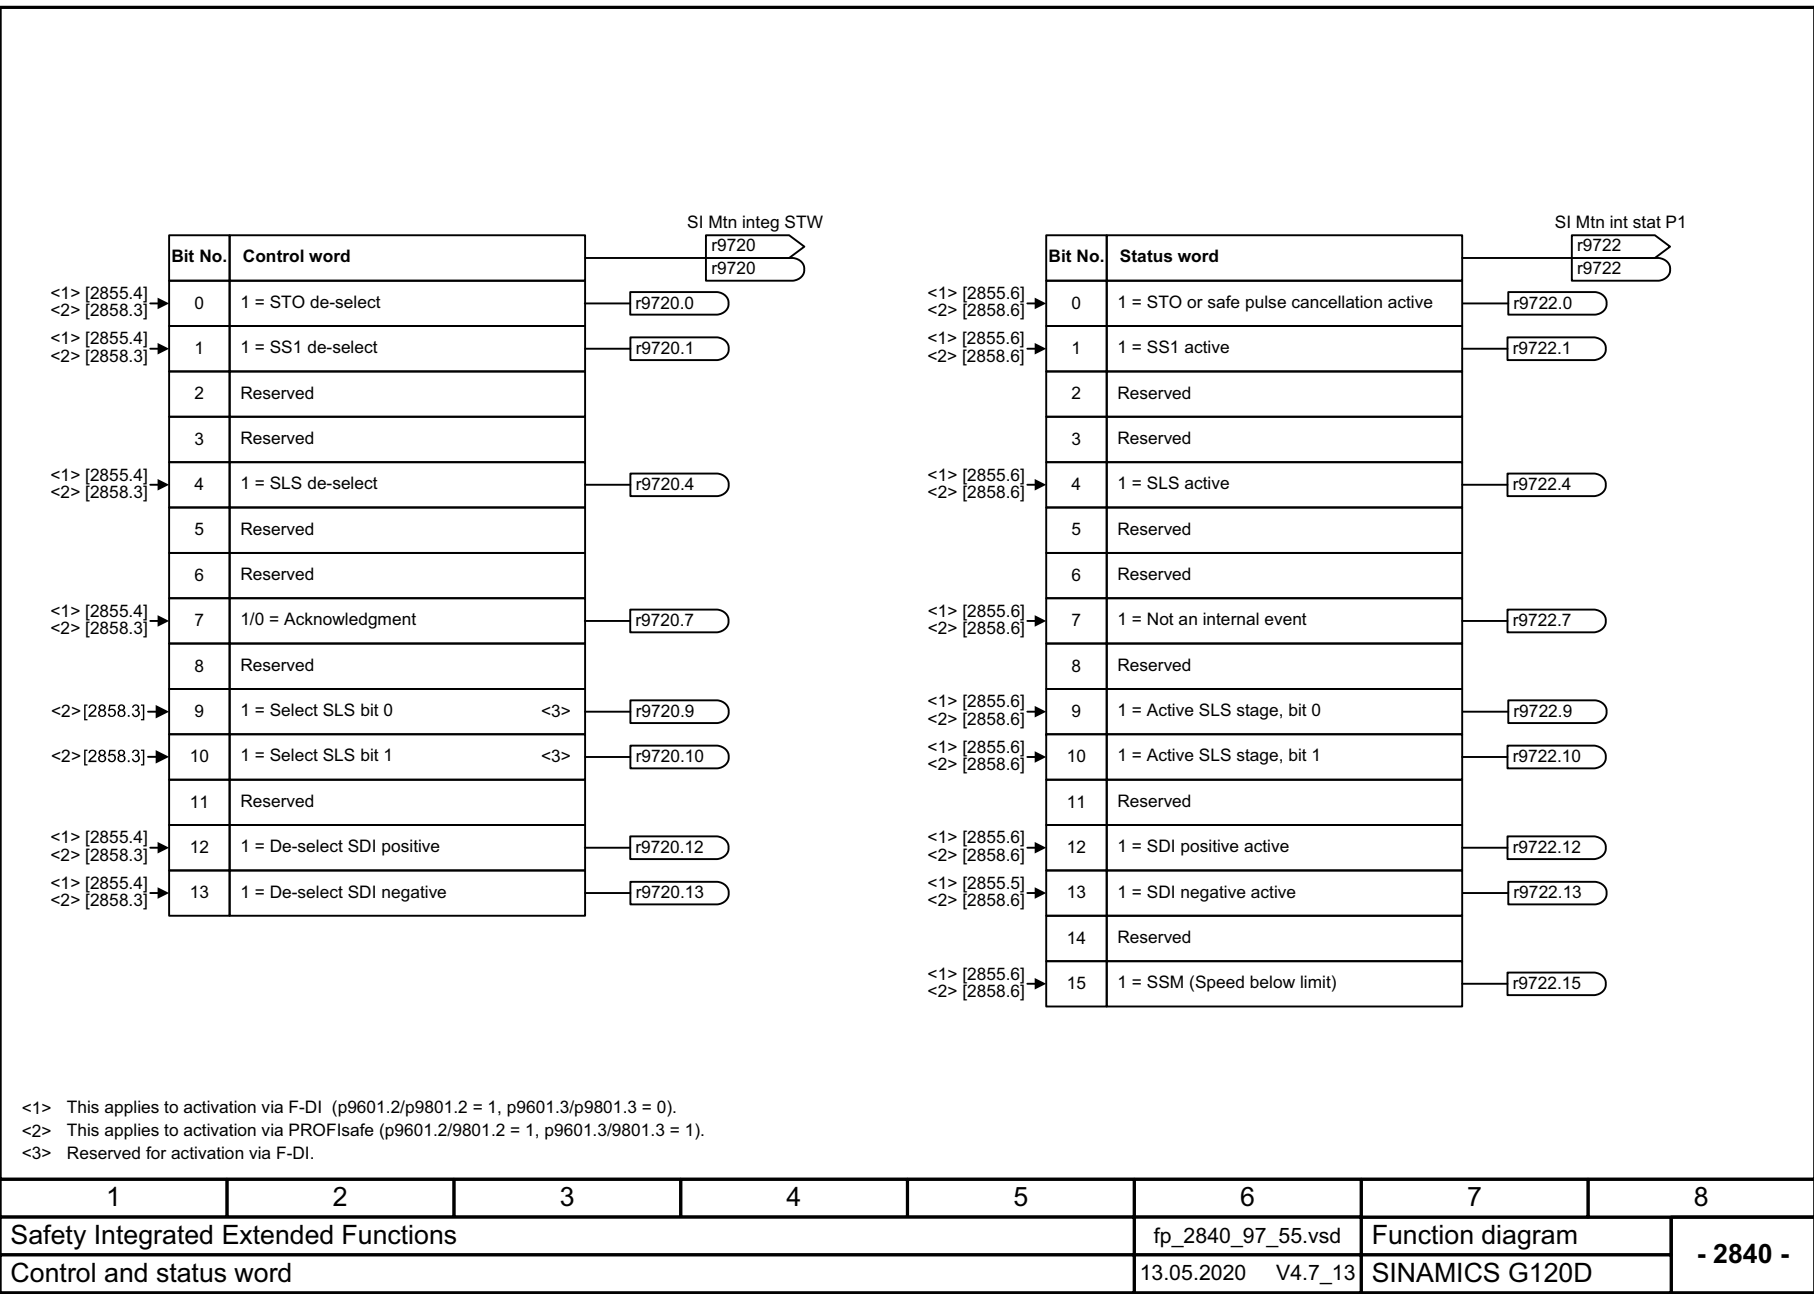 SI Mtn integ STW
Bit No. Control word r9720
r9720
<1> [2855.4]
<2> [2858.3] 0 1 = STO de-select r9720.0
<1> [2855.4]
<2> [2858.3] 1 1 = SS1 de-select r9720.1
2 Reserved
3 Reserved
<1> [2855.4]
<2> [2858.3] 4 1 = SLS de-select r9720.4
5 Reserved
6 Reserved
<1> [2855.4]
<2> [2858.3] 7 1/0 = Acknowledgment r9720.7
8 Reserved
<2>[2858.3] 9 1 = Select SLS bit 0 <3> r9720.9
<2>[2858.3] 10 1 = Select SLS bit 1 <3> r9720.10
11 Reserved
<1> [2855.4]
<2> [2858.3] 12 1 = De-select SDI positive r9720.12
<1> [2855.4]
<2> [2858.3] 13 1 = De-select SDI negative r9720.13
SI Mtn int stat P1
Bit No. Status word r9722
r9722
<1> [2855.6]
<2> [2858.6] 0 1 = STO or safe pulse cancellation active r9722.0
<1> [2855.6]
<2> [2858.6] 1 1 = SS1 active r9722.1
2 Reserved
3 Reserved
<1> [2855.6]
<2> [2858.6] 4 1 = SLS active r9722.4
5 Reserved
6 Reserved
<1> [2855.6]
<2> [2858.6] 7 1 = Not an internal event r9722.7
8 Reserved
<1> [2855.6]
<2> [2858.6] 9 1 = Active SLS stage, bit 0 r9722.9
<1> [2855.6]
<2> [2858.6] 10 1 = Active SLS stage, bit 1 r9722.10
11 Reserved
<1> [2855.6]
<2> [2858.6] 12 1 = SDI positive active r9722.12
<1> [2855.5]
<2> [2858.6] 13 1 = SDI negative active r9722.13
14 Reserved
<1> [2855.6]
<2> [2858.6] 15 1 = SSM (Speed below limit) r9722.15
<1> This applies to activation via F-DI (p9601.2/p9801.2 = 1, p9601.3/p9801.3 = 0).
<2> This applies to activation via PROFIsafe (p9601.2/9801.2 = 1, p9601.3/9801.3 = 1).
<3> Reserved for activation via F-DI.
1 2 3 4 5 6 7 8
Safety Integrated Extended Functions fp_2840_97_55.vsd Function diagram
- 2840 -
Control and status word 13.05.2020 V4.7_13 SINAMICS G120D